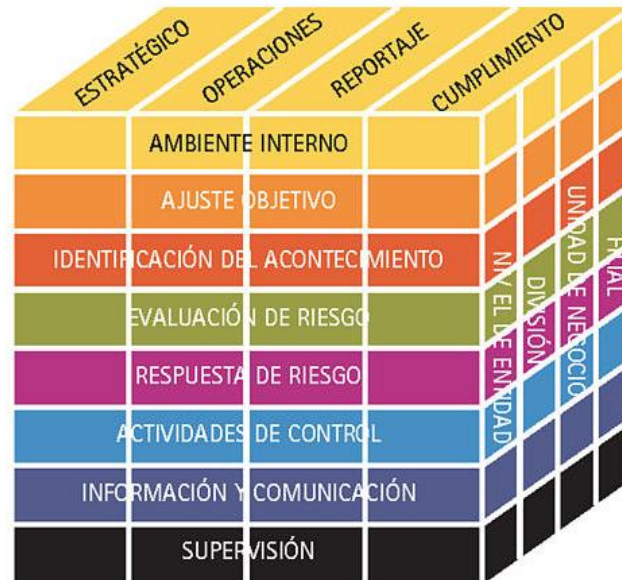 ESTRATÉGICO
OPERACIONES
REPORTAJE
CUMPLIMIENTO
AMBIENTE INTERNO
AJUSTE OBJETIVO
IDENTIFICACIÓN DEL ACONTECIMIENTO
EVALUACIÓN DE RIESGO
RESPUESTA DE RIESGO
ACTIVIDADES DE CONTROL
INFORMACIÓN Y COMUNICACIÓN
SUPERVISIÓN
NIVEL DE ENTIDAD
DIVISIÓN
UNIDAD DE NEGOCIO
FILIAL